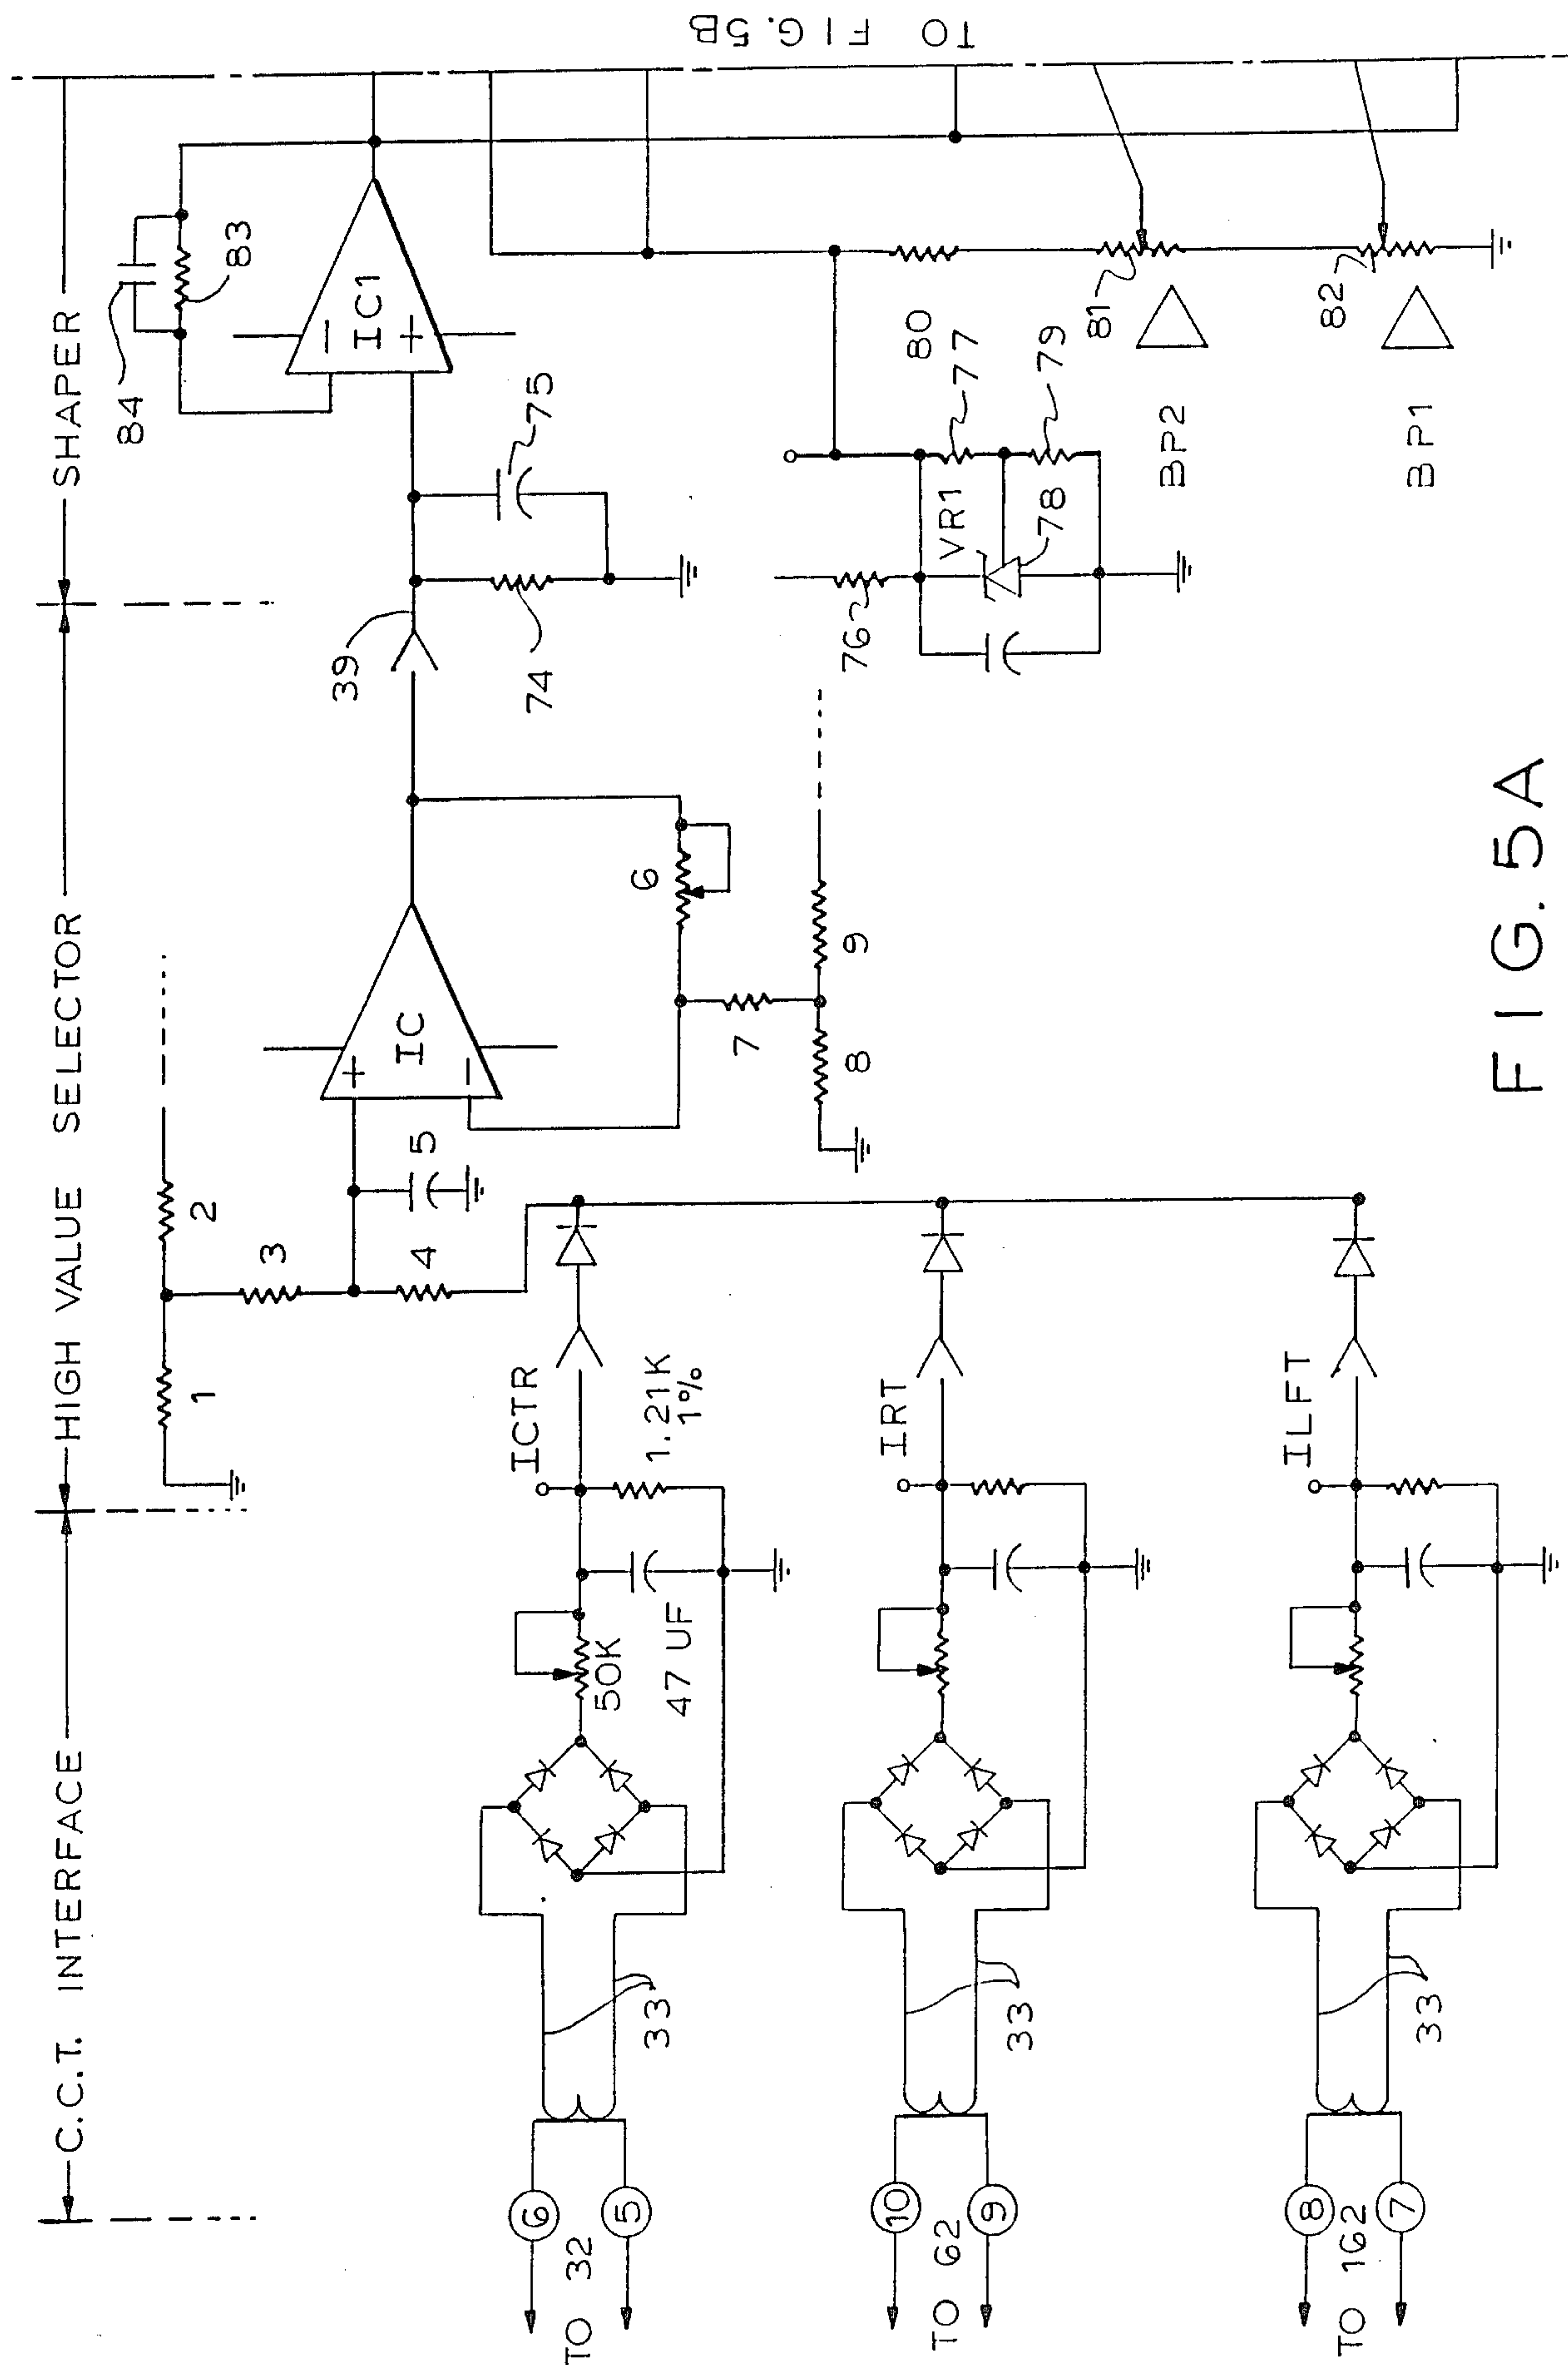 C.C.T. INTERFACE
HIGH VALUE SELECTOR
SHAPER
TO FIG.5B
1
2
3
4
5
IC
+
−
6
7
8
9
39
74
75
84
83
IC1
−
+
6
5
TO 32
33
50K
47 UF
ICTR
1.21K
1%
10
9
TO 62
33
IRT
8
7
TO 162
33
ILFT
76
VR1
78
77
79
80
81
82
BP2
BP1
FIG.5A